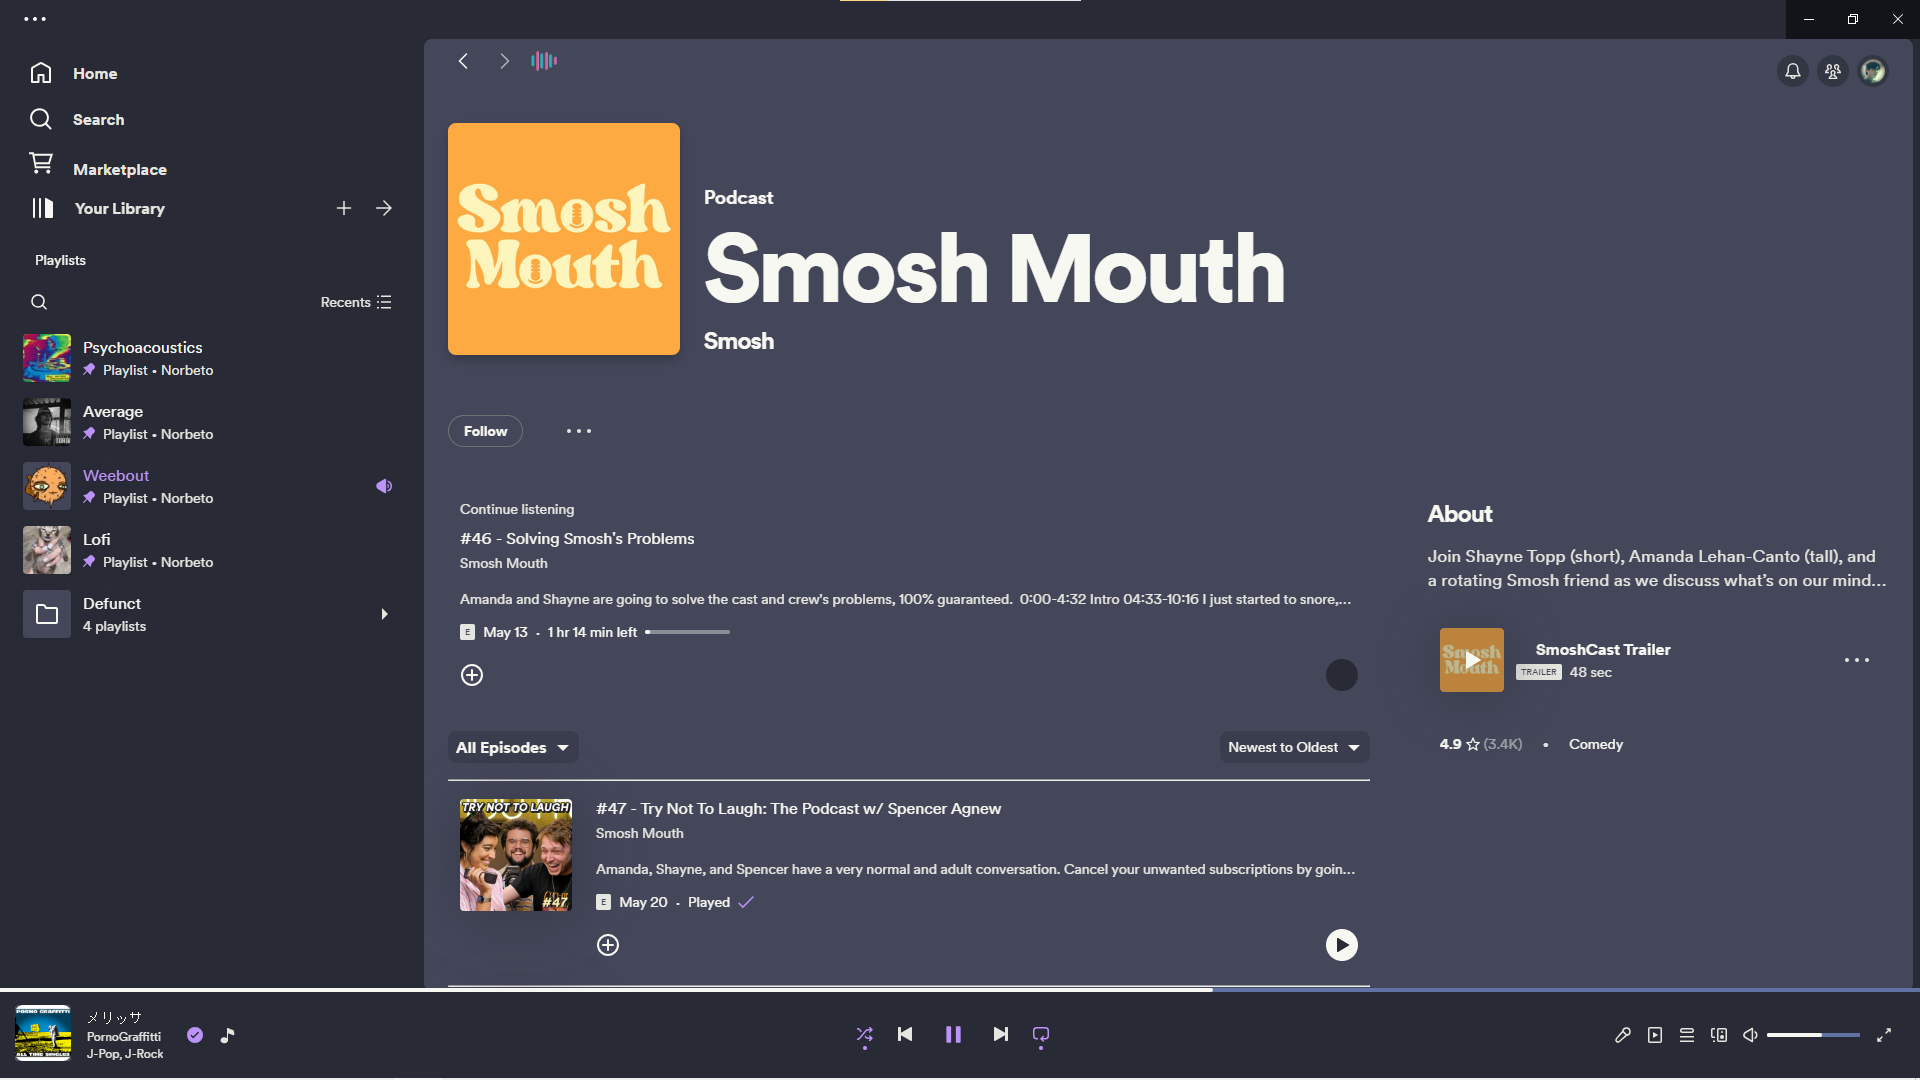 Home
Search
Marketplace
Your Library
Playlists
Recents
Psychoacoustics
Playlist • Norbeto
Average
Playlist • Norbeto
Weebout
Playlist • Norbeto
Lofi
Playlist • Norbeto
Defunct
4 playlists
Smosh
Mouth
Podcast
Smosh Mouth
Smosh
Follow
Continue listening
#46 - Solving Smosh's Problems
Smosh Mouth
Amanda and Shayne are going to solve the cast and crew's problems, 100% guaranteed.  0:00-4:32 Intro 04:33-10:16 I just started to snore,...
E May 13 · 1 hr 14 min left
All Episodes
Newest to Oldest
TRY NOT TO LAUGH
#47
#47 - Try Not To Laugh: The Podcast w/ Spencer Agnew
Smosh Mouth
Amanda, Shayne, and Spencer have a very normal and adult conversation. Cancel your unwanted subscriptions by goin...
E May 20 · Played
About
Join Shayne Topp (short), Amanda Lehan-Canto (tall), and
a rotating Smosh friend as we discuss what’s on our mind...
Smosh
Mouth
SmoshCast Trailer
TRAILER 48 sec
4.9 (3.4K) • Comedy
PORNO GRAFFITTI
ALL TIME SINGLES
メリッサ
PornoGraffitti
J-Pop, J-Rock